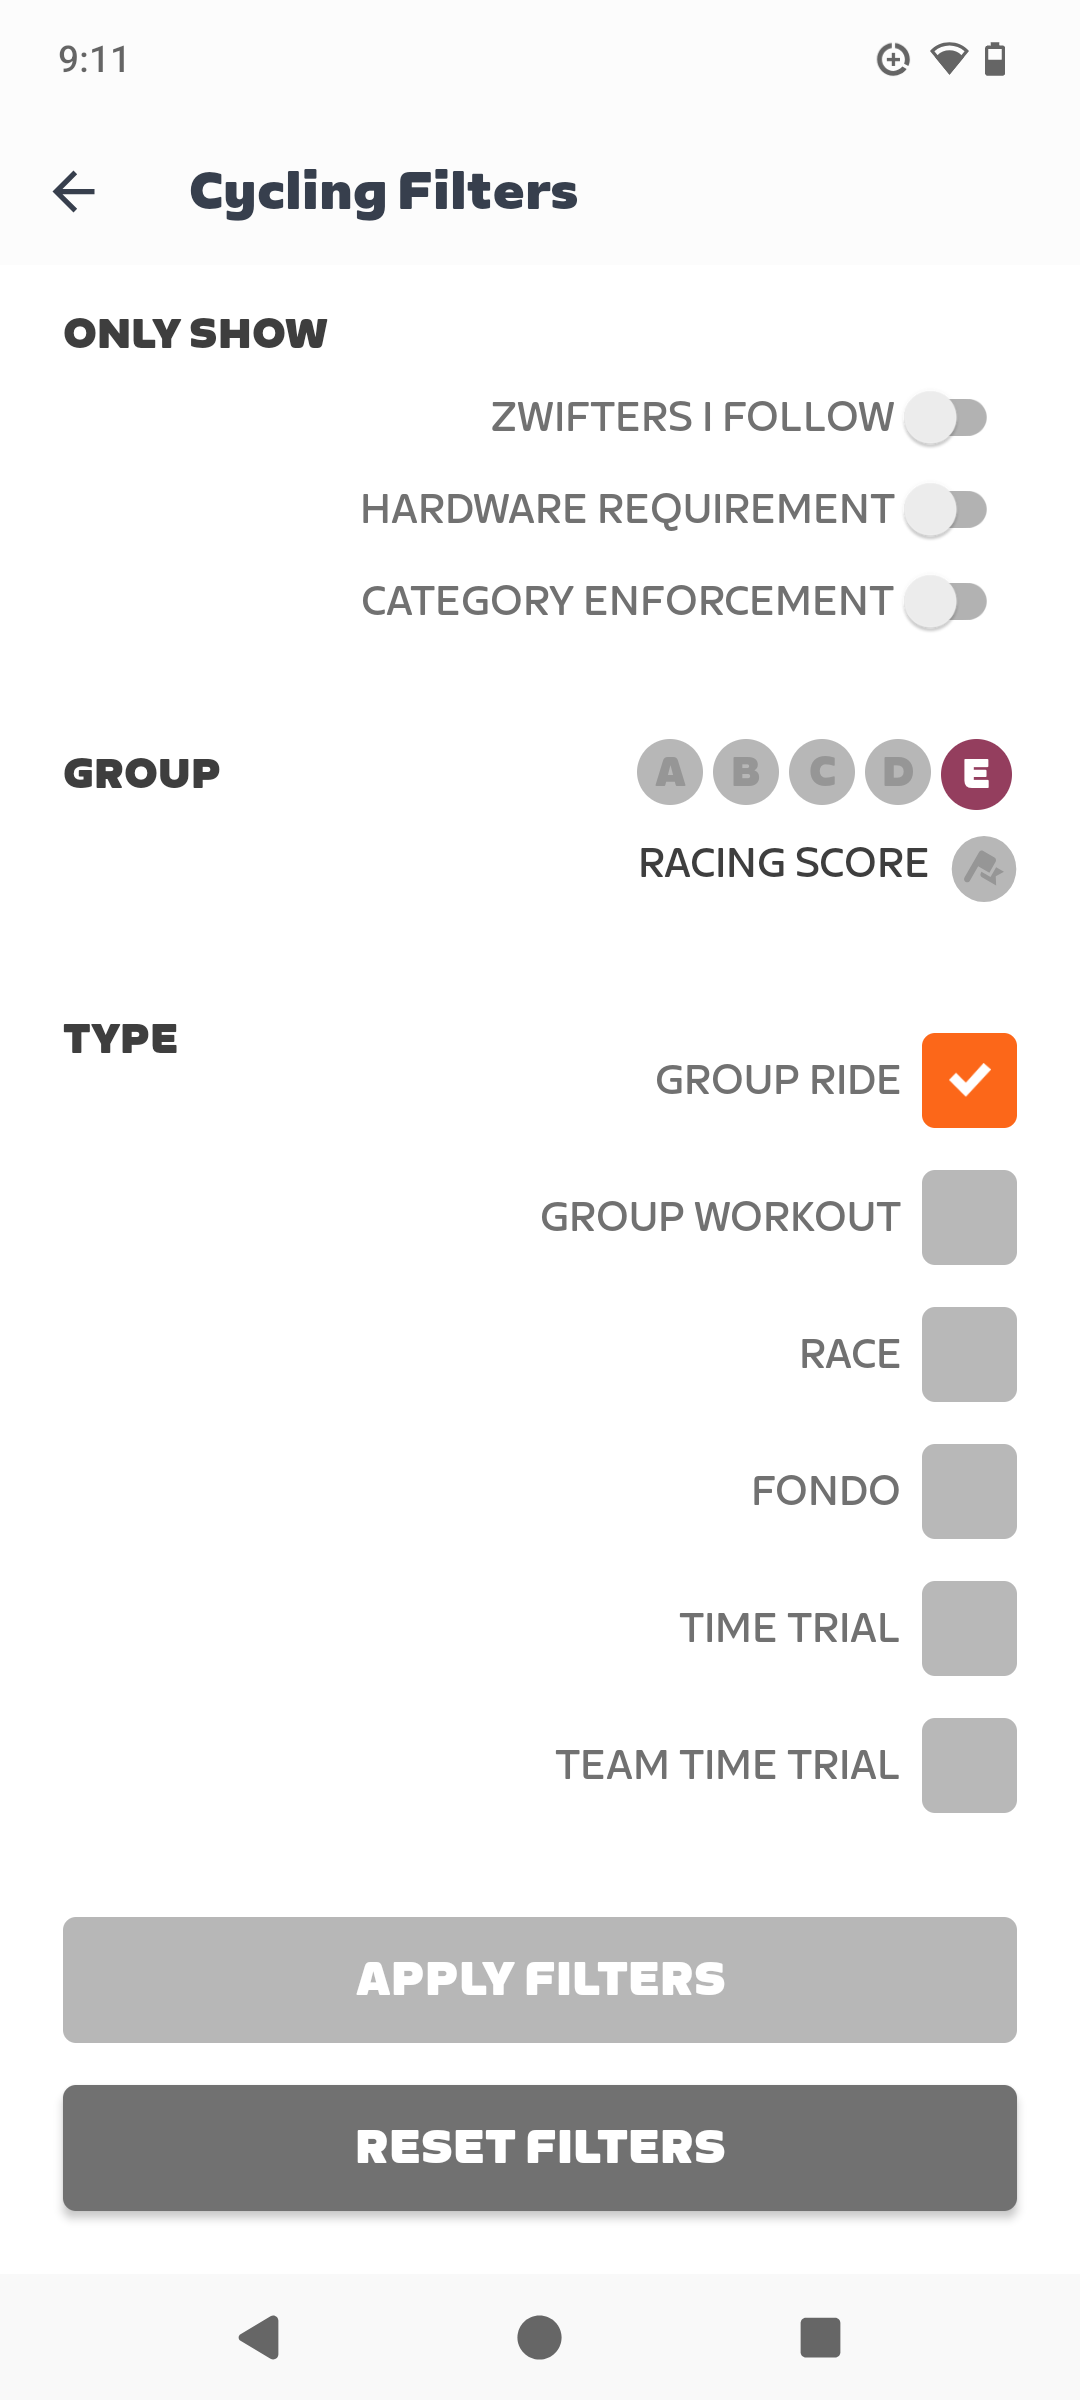 9:11
Cycling Filters
ONLY SHOW
ZWIFTERS I FOLLOW
HARDWARE REQUIREMENT
CATEGORY ENFORCEMENT
GROUP
A B C D E
RACING SCORE
TYPE
GROUP RIDE
GROUP WORKOUT
RACE
FONDO
TIME TRIAL
TEAM TIME TRIAL
APPLY FILTERS
RESET FILTERS